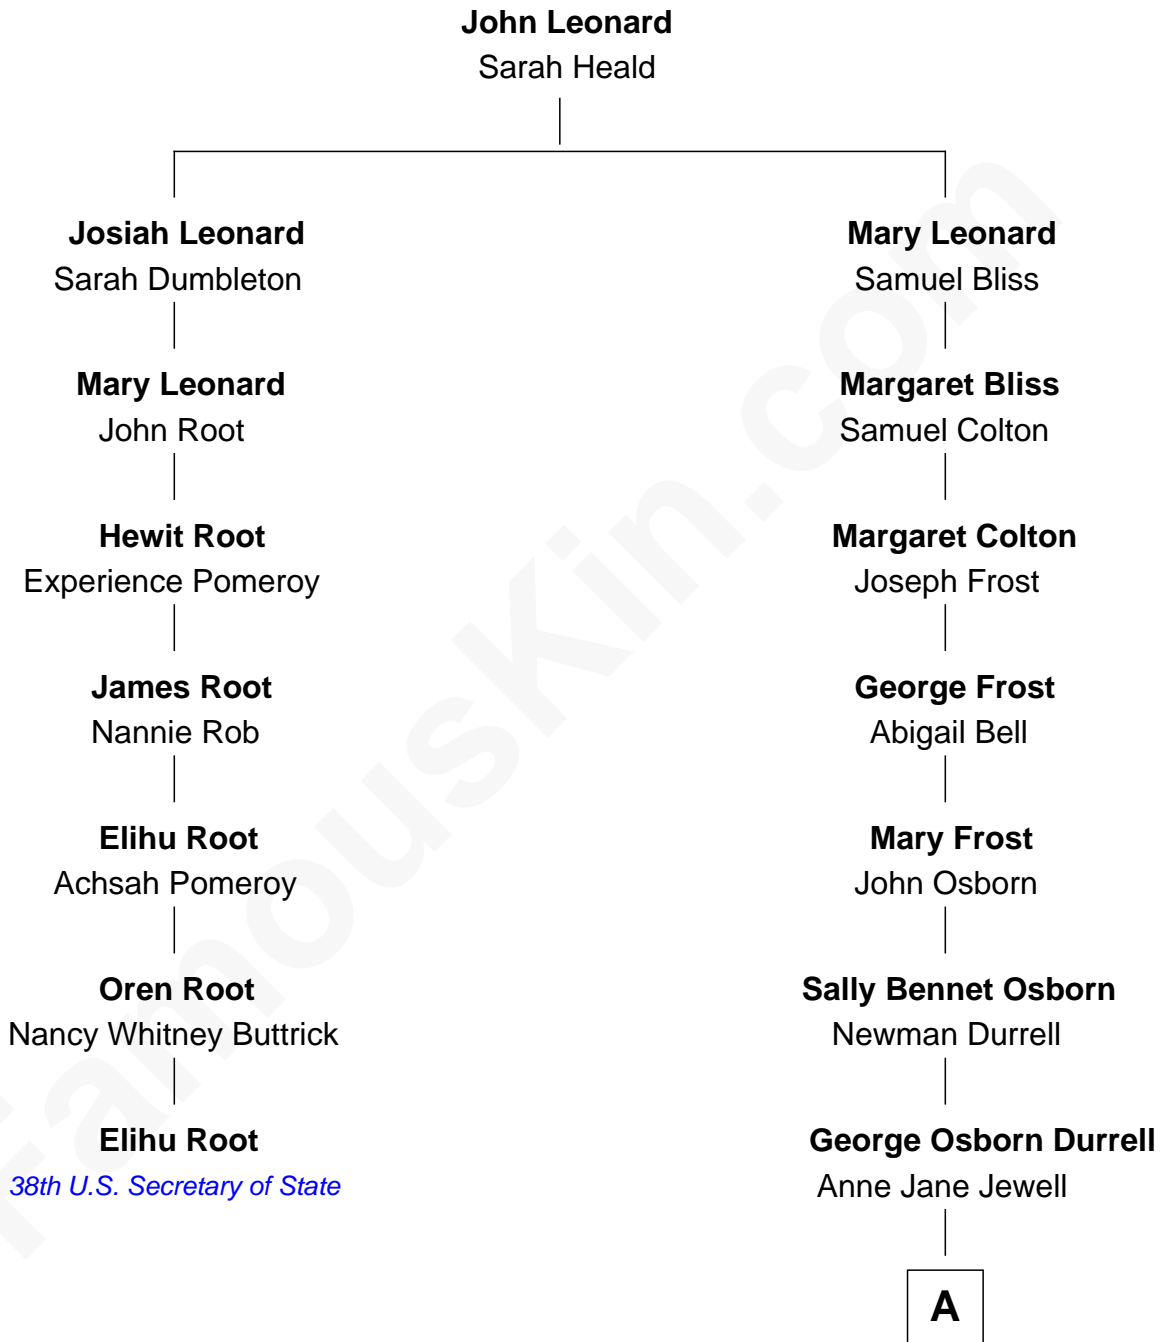 John Leonard
Sarah Heald
Josiah Leonard
Sarah Dumbleton
Mary Leonard
John Root
Hewit Root
Experience Pomeroy
James Root
Nannie Rob
Elihu Root
Achsah Pomeroy
Oren Root
Nancy Whitney Buttrick
Elihu Root
38th U.S. Secretary of State
Mary Leonard
Samuel Bliss
Margaret Bliss
Samuel Colton
Margaret Colton
Joseph Frost
George Frost
Abigail Bell
Mary Frost
John Osborn
Sally Bennet Osborn
Newman Durrell
George Osborn Durrell
Anne Jane Jewell
A
FamousKin.com